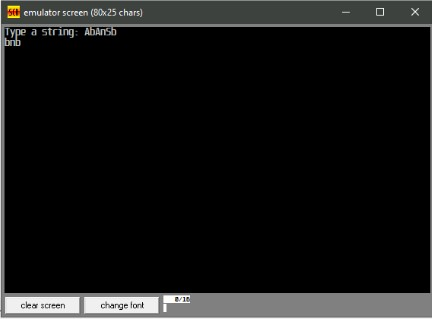 emulator screen (80x25 chars)
Type a string: AbAnSb
bnb
clear screen
change font
0/16